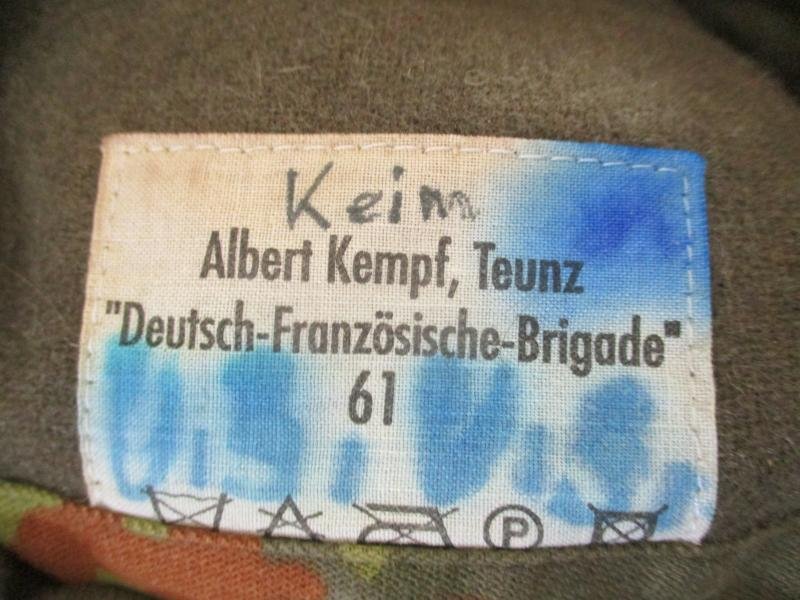 Keim
Albert Kempf, Teunz
"Deutsch-Französische-Brigade"
61
P